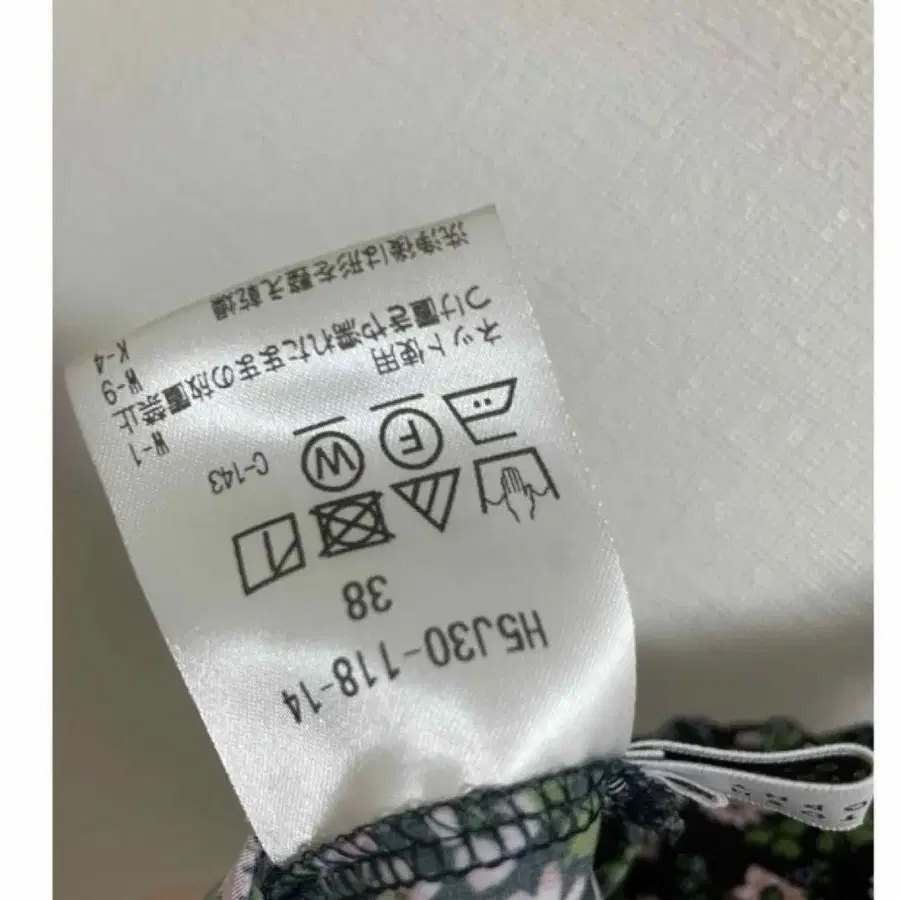 H5J30-118-14
38
F
W
C-143
ネット使用
W-1
つけ置きや濡れたままの放置禁止
W-9
洗浄後は形を整え乾燥
K-4